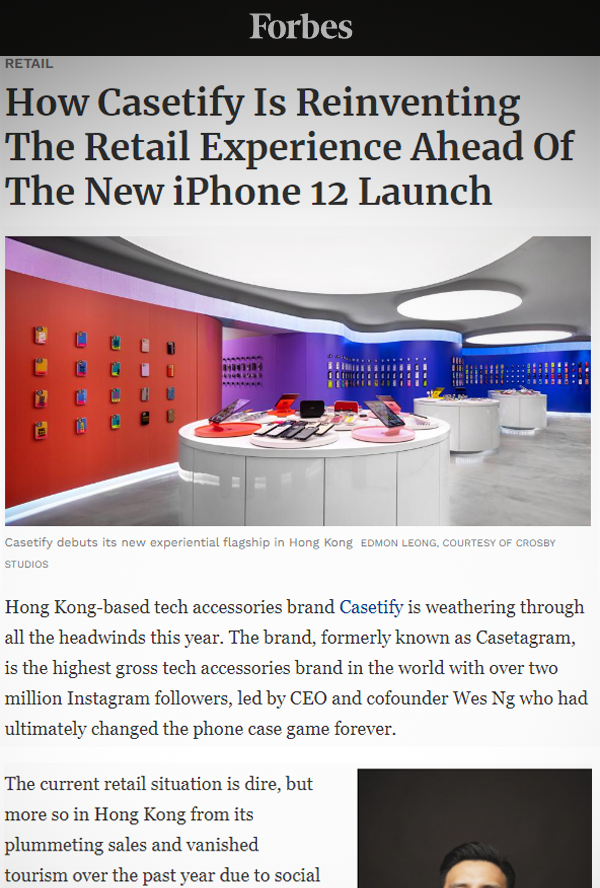 Forbes
RETAIL
How Casetify Is Reinventing
The Retail Experience Ahead Of
The New iPhone 12 Launch
Casetify debuts its new experiential flagship in Hong Kong EDMON LEONG, COURTESY OF CROSBY
STUDIOS
Hong Kong-based tech accessories brand Casetify is weathering through
all the headwinds this year. The brand, formerly known as Casetagram,
is the highest gross tech accessories brand in the world with over two
million Instagram followers, led by CEO and cofounder Wes Ng who had
ultimately changed the phone case game forever.
The current retail situation is dire, but
more so in Hong Kong from its
plummeting sales and vanished
tourism over the past year due to social